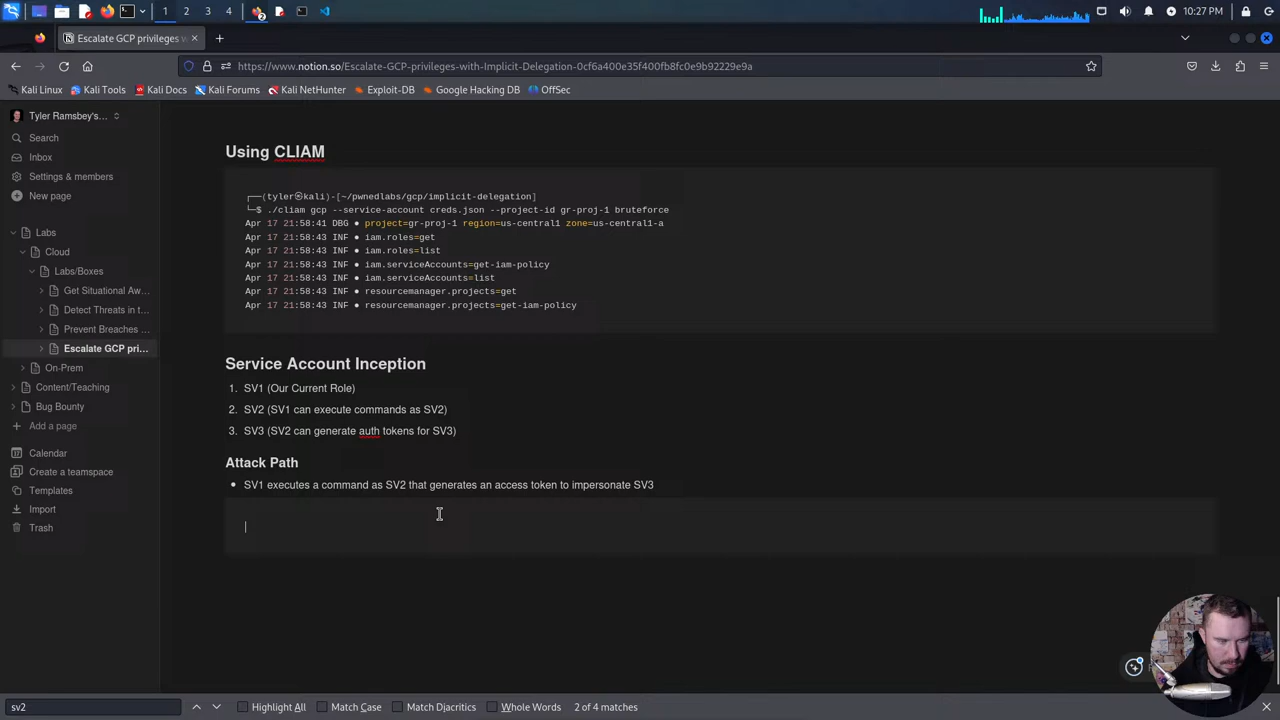 1 2 3 4 10:27 PM
Escalate GCP privileges w
https://www.notion.so/Escalate-GCP-privileges-with-Implicit-Delegation-0cf6a400e35f400fb8fc0e9b92229e9a
Kali Linux Kali Tools Kali Docs Kali Forums Kali NetHunter Exploit-DB Google Hacking DB OffSec
Tyler Ramsbey's...
Search
Inbox
Settings & members
New page
Labs
Cloud
Labs/Boxes
Get Situational Aw...
Detect Threats in t...
Prevent Breaches ...
Escalate GCP pri...
On-Prem
Content/Teaching
Bug Bounty
Add a page
Calendar
Create a teamspace
Templates
Import
Trash
Using CLIAM
┌──(tyler㉿kali)-[~/pwnedlabs/gcp/implicit-delegation]
└─$ ./cliam gcp --service-account creds.json --project-id gr-proj-1 bruteforce
Apr 17 21:58:41 DBG ● project=gr-proj-1 region=us-central1 zone=us-central1-a
Apr 17 21:58:43 INF ● iam.roles=get
Apr 17 21:58:43 INF ● iam.roles=list
Apr 17 21:58:43 INF ● iam.serviceAccounts=get-iam-policy
Apr 17 21:58:43 INF ● iam.serviceAccounts=list
Apr 17 21:58:43 INF ● resourcemanager.projects=get
Apr 17 21:58:43 INF ● resourcemanager.projects=get-iam-policy
Service Account Inception
1. SV1 (Our Current Role)
2. SV2 (SV1 can execute commands as SV2)
3. SV3 (SV2 can generate auth tokens for SV3)
Attack Path
• SV1 executes a command as SV2 that generates an access token to impersonate SV3
sv2 Highlight All Match Case Match Diacritics Whole Words 2 of 4 matches